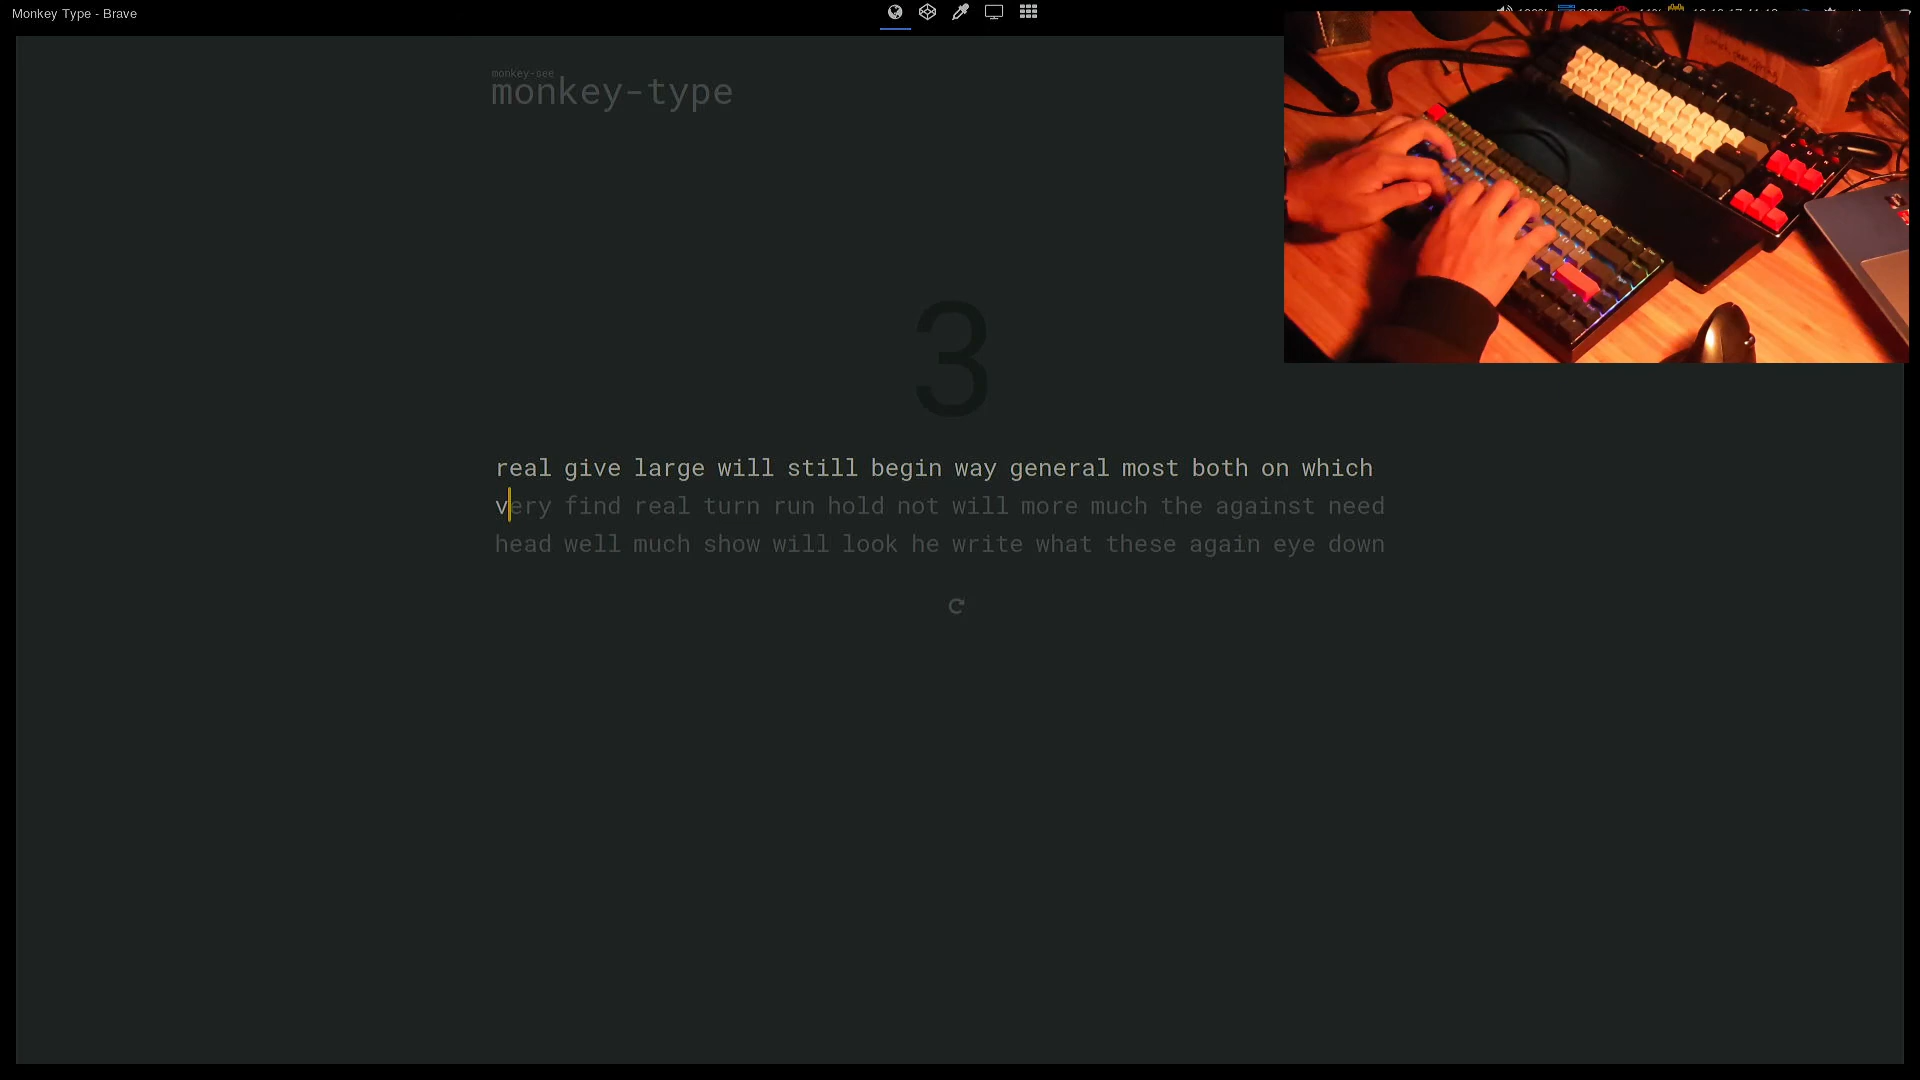 Monkey Type - Brave
monkey-see
monkey-type
3
real give large will still begin way general most both on which
very find real turn run hold not will more much the against need
head well much show will look he write what these again eye down